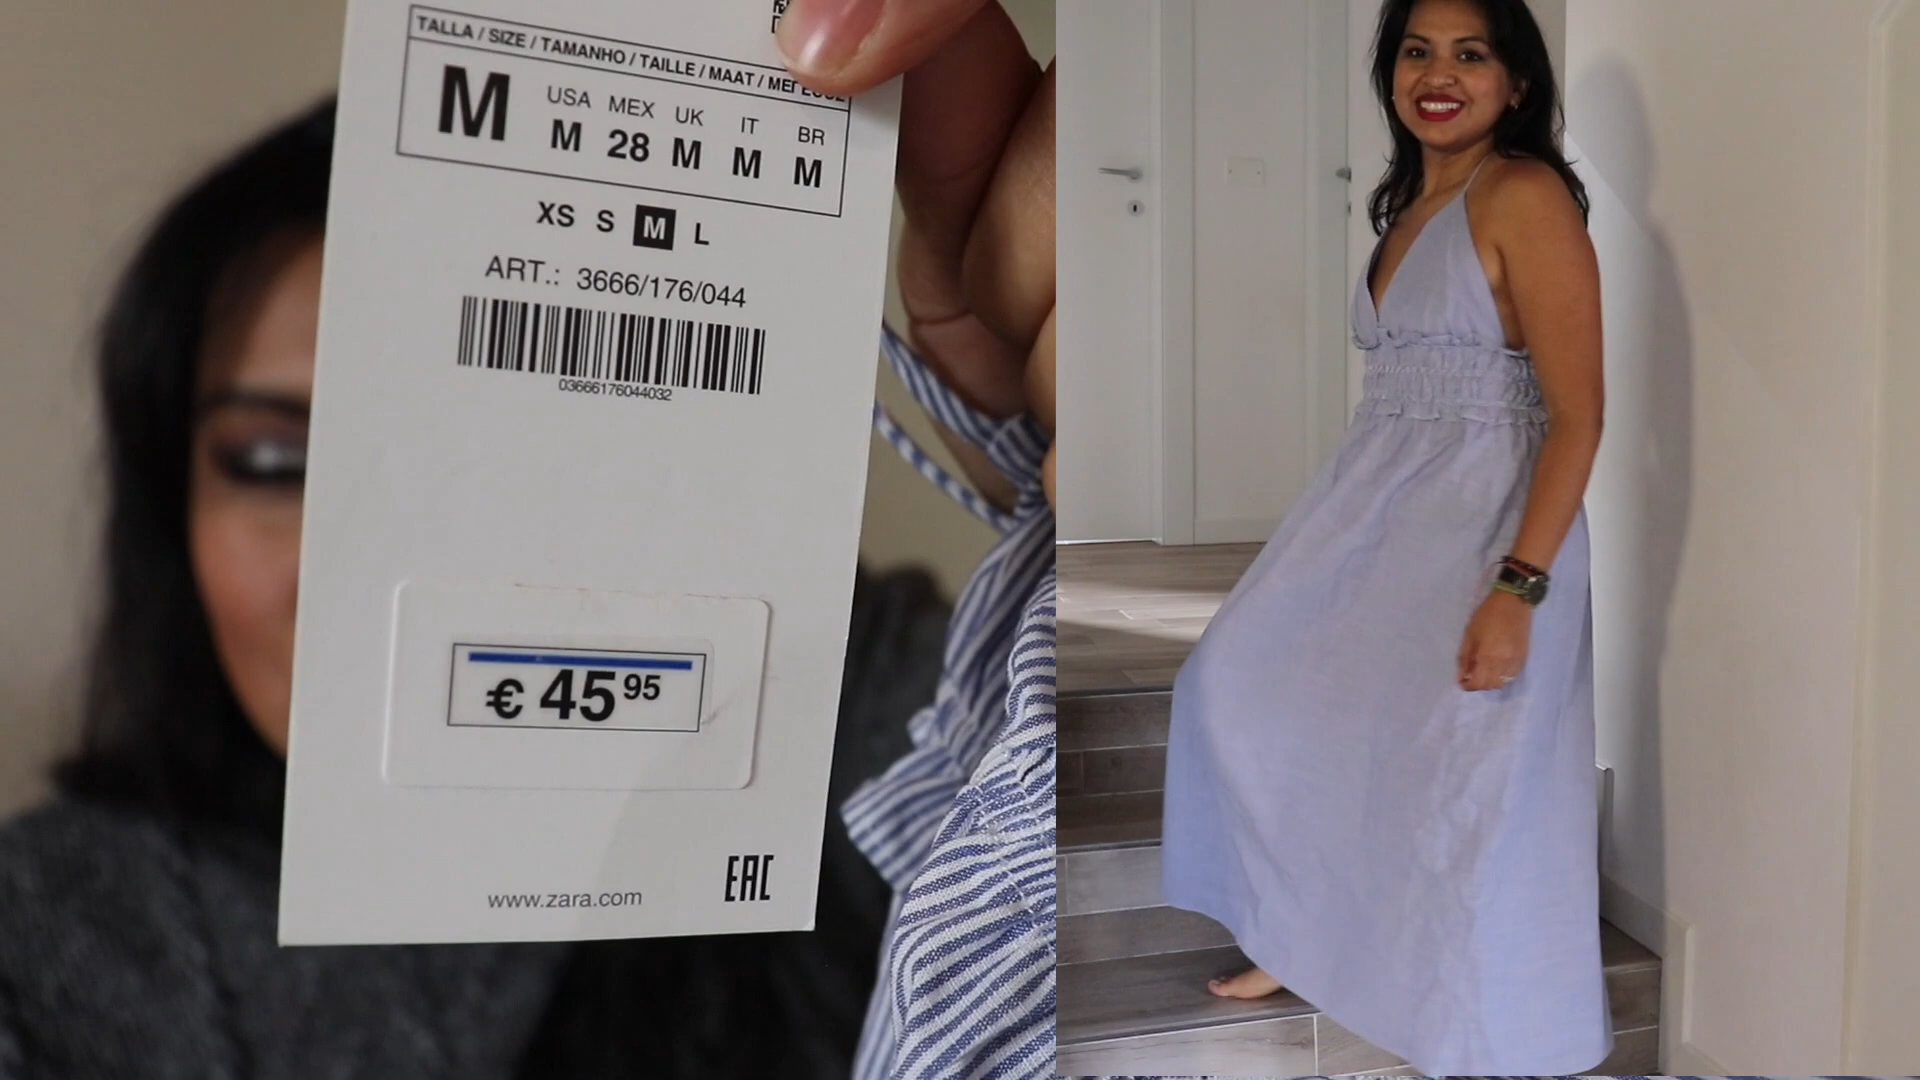 TALLA / SIZE / TAMANHO / TAILLE / MAAT /
M
USA MEX UK IT BR
M 28 M M M
XS S M L
ART.: 3666/176/044
03666176044032
€ 45 95
www.zara.com
EAC